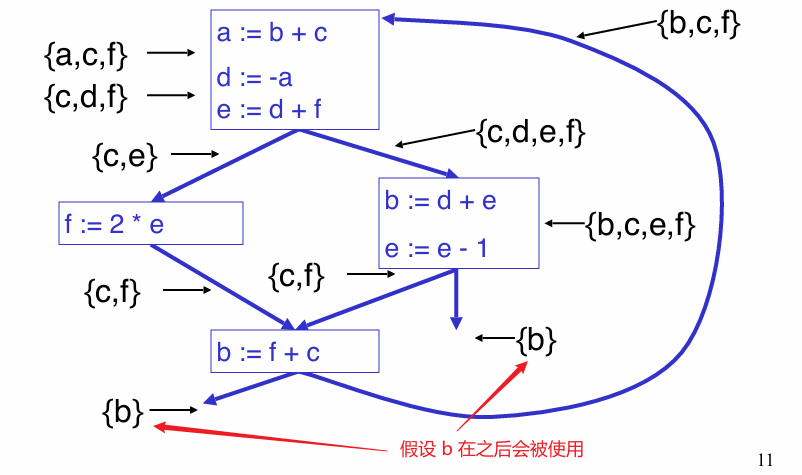 a := b + c
{b,c,f}
{a,c,f}
d := -a
{c,d,f}
e := d + f
{c,e}
{c,d,e,f}
f := 2 * e
b := d + e
{b,c,e,f}
e := e - 1
{c,f}
{c,f}
b := f + c
{b}
{b}
假设 b 在之后会被使用
11